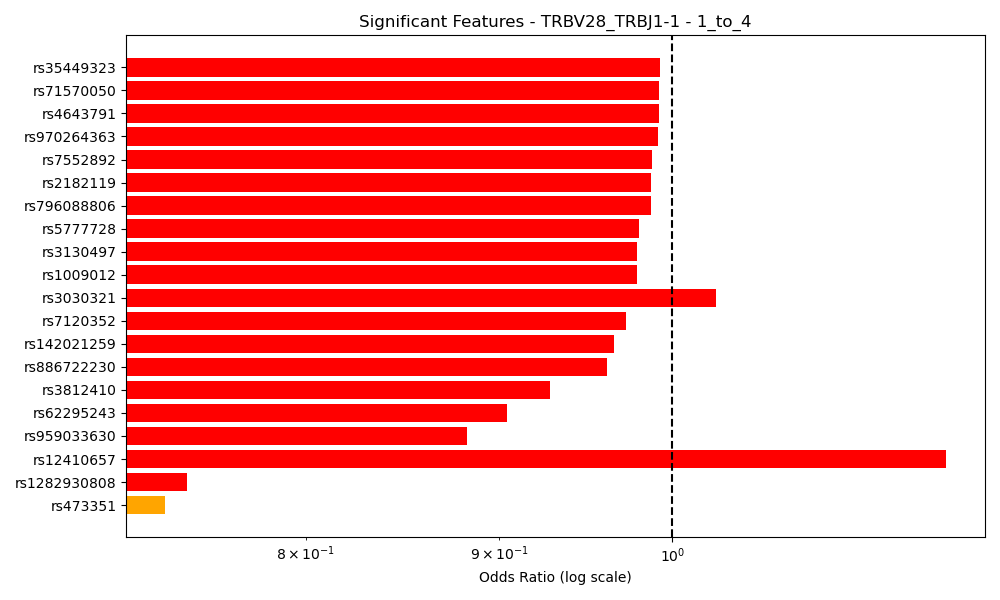 Significant Features - TRBV28_TRBJ1-1 - 1_to_4
rs35449323
rs71570050
rs4643791
rs970264363
rs7552892
rs2182119
rs796088806
rs5777728
rs3130497
rs1009012
rs3030321
rs7120352
rs142021259
rs886722230
rs3812410
rs62295243
rs959033630
rs12410657
rs1282930808
rs473351
8 × 10⁻¹ 9 × 10⁻¹ 10⁰
Odds Ratio (log scale)